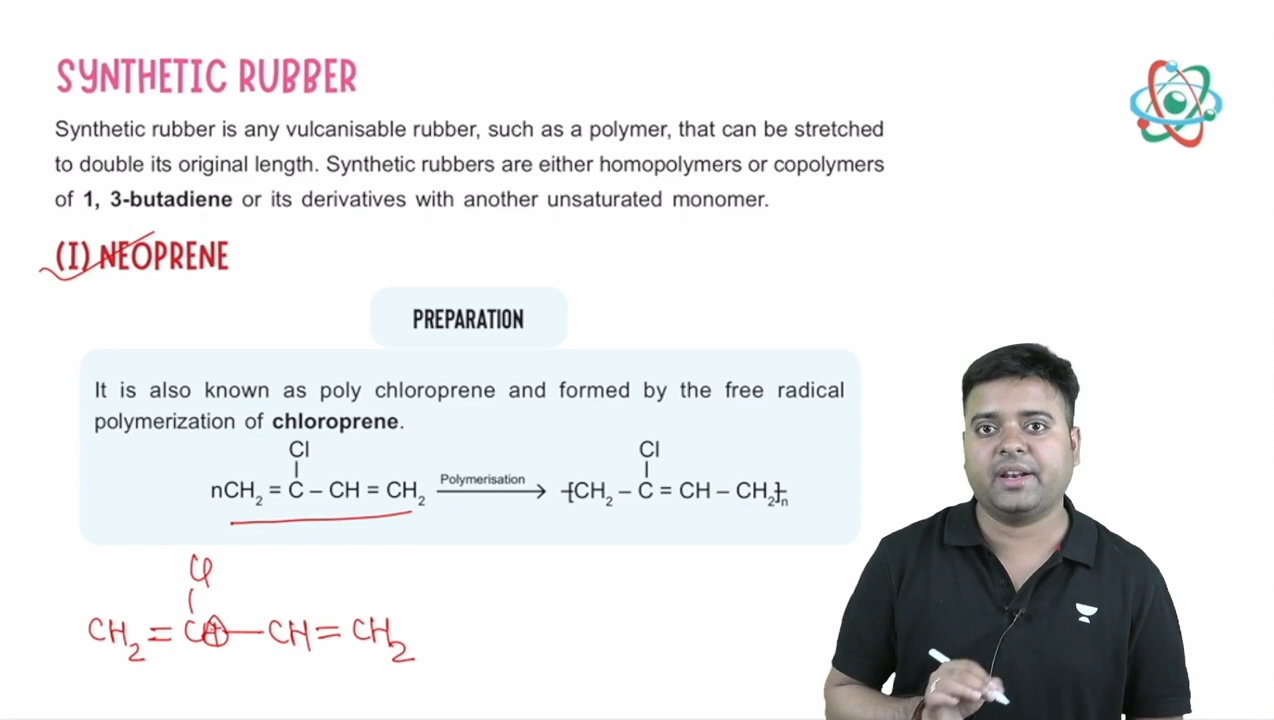 SYNTHETIC RUBBER
Synthetic rubber is any vulcanisable rubber, such as a polymer, that can be stretched
to double its original length. Synthetic rubbers are either homopolymers or copolymers
of 1, 3-butadiene or its derivatives with another unsaturated monomer.
(I) NEOPRENE
PREPARATION
It is also known as poly chloroprene and formed by the free radical
polymerization of chloroprene.
Cl Cl
nCH₂ = C – CH = CH₂ Polymerisation –[CH₂ – C = CH – CH₂]–ₙ
Cl
CH₂ = C — CH = CH₂